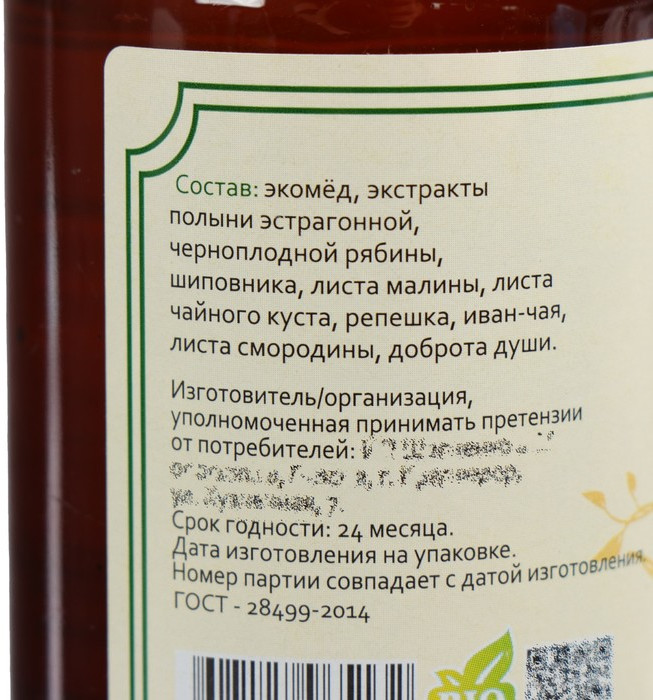 Состав: экомёд, экстракты
полыни эстрагонной,
черноплодной рябины,
шиповника, листа малины, листа
чайного куста, репешка, иван-чая,
листа смородины, доброта души.
Изготовитель/организация,
уполномоченная принимать претензии
от потребителей:
Срок годности: 24 месяца.
Дата изготовления на упаковке.
Номер партии совпадает с датой изготовления.
ГОСТ - 28499-2014
BIO